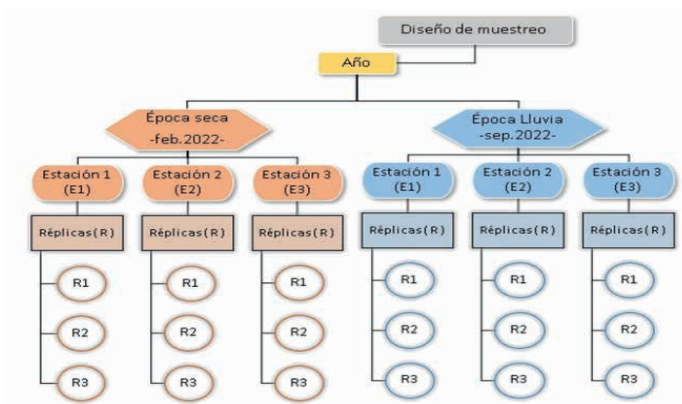 Diseño de muestreo
Año
Época seca
-feb.2022-
Época Lluvia
-sep.2022-
Estación 1
(E1)
Estación 2
(E2)
Estación 3
(E3)
Estación 1
(E1)
Estación 2
(E2)
Estación 3
(E3)
Réplicas(R)
Réplicas(R)
Réplicas(R)
Réplicas(R)
Réplicas(R)
Réplicas(R)
R1
R1
R1
R1
R1
R1
R2
R2
R2
R2
R2
R2
R3
R3
R3
R3
R3
R3